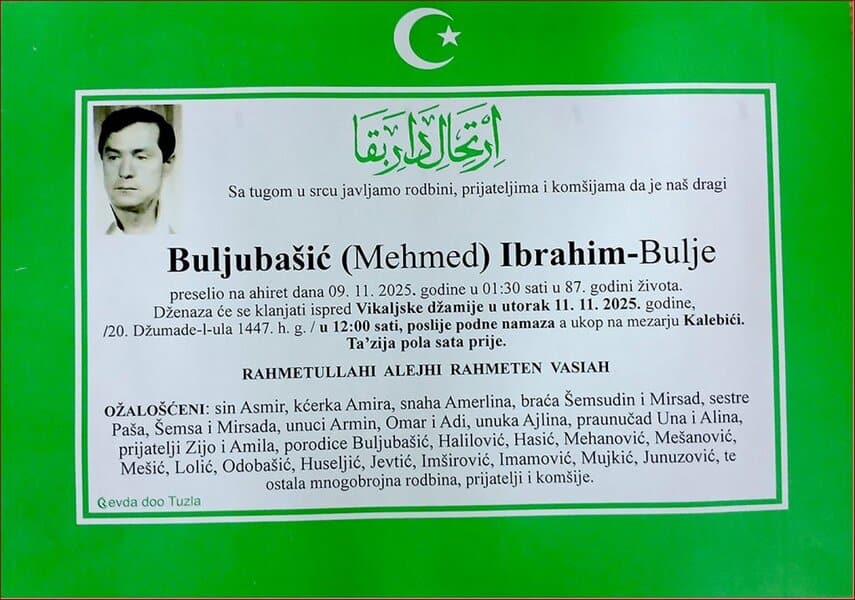 اِرتِحَالِ دَارِ بَقَا
Sa tugom u srcu javljamo rodbini, prijateljima i komšijama da je naš dragi
Buljubašić (Mehmed) Ibrahim-Bulje
preselio na ahiret dana 09. 11. 2025. godine u 01:30 sati u 87. godini života.
Dženaza će se klanjati ispred Vikaljske džamije u utorak 11. 11. 2025. godine,
/20. Džumade-l-ula 1447. h. g. / u 12:00 sati, poslije podne namaza a ukop na mezarju Kalebići.
Ta'zija pola sata prije.
RAHMETULLAHI ALEJHI RAHMETEN VASIAH
OŽALOŠĆENI: sin Asmir, kćerka Amira, snaha Amerlina, braća Šemsudin i Mirsad, sestre
Paša, Šemsa i Mirsada, unuci Armin, Omar i Adi, unuka Ajlina, praunučad Una i Alina,
prijatelji Zijo i Amila, porodice Buljubašić, Halilović, Hasić, Mehanović, Mešanović,
Mešić, Lolić, Odobašić, Huseljić, Jevtić, Imširović, Imamović, Mujkić, Junuzović, te
ostala mnogobrojna rodbina, prijatelji i komšije.
Ćevda doo Tuzla